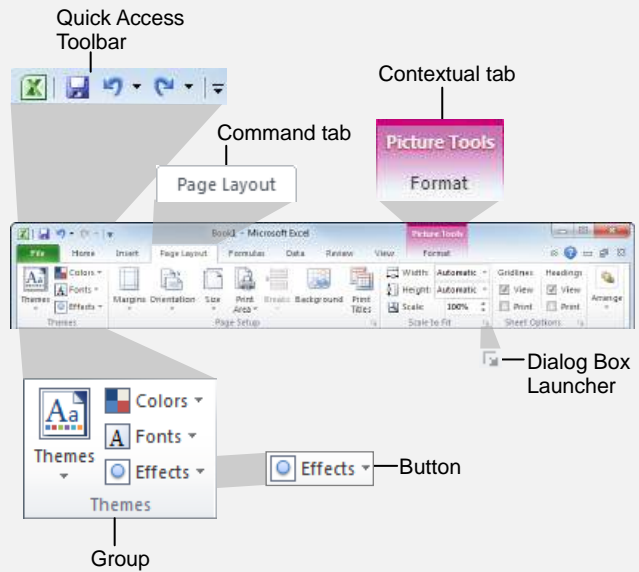 Quick Access
Toolbar
Contextual tab
Command tab
Picture Tools
Format
Page Layout
Book1 - Microsoft Excel
Picture Tools
File Home Insert Page Layout Formulas Data Review View Format
Colors
Fonts
Effects
Themes
Margins Orientation Size Print Area Breaks Background Print Titles
Width: Automatic
Height: Automatic
Scale: 100%
Gridlines Headings
View View
Print Print
Arrange
Themes Page Setup Scale to Fit Sheet Options
Dialog Box
Launcher
Aa
Colors
A Fonts
Themes
Effects
Themes
Effects
Button
Group